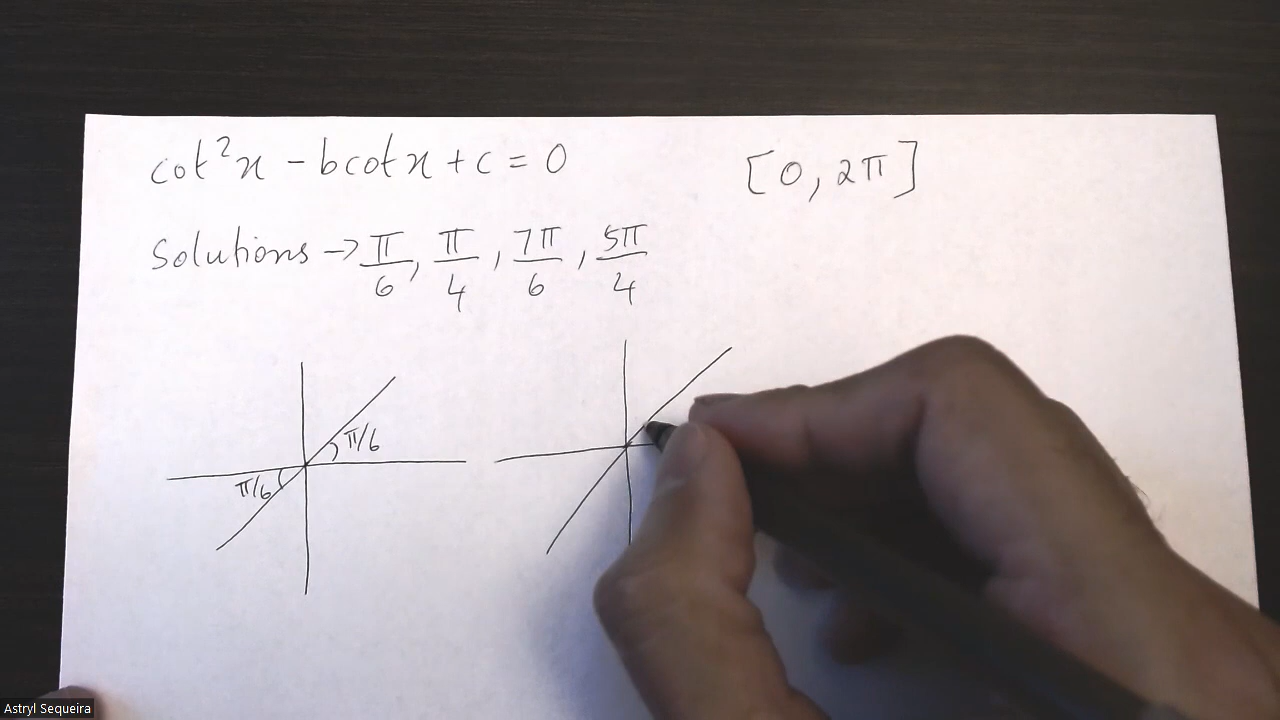 cot²x - bcotx + c = 0 [0, 2π]
Solutions → π/6, π/4, 7π/6, 5π/4
π/6
π/6
Astryl Sequeira